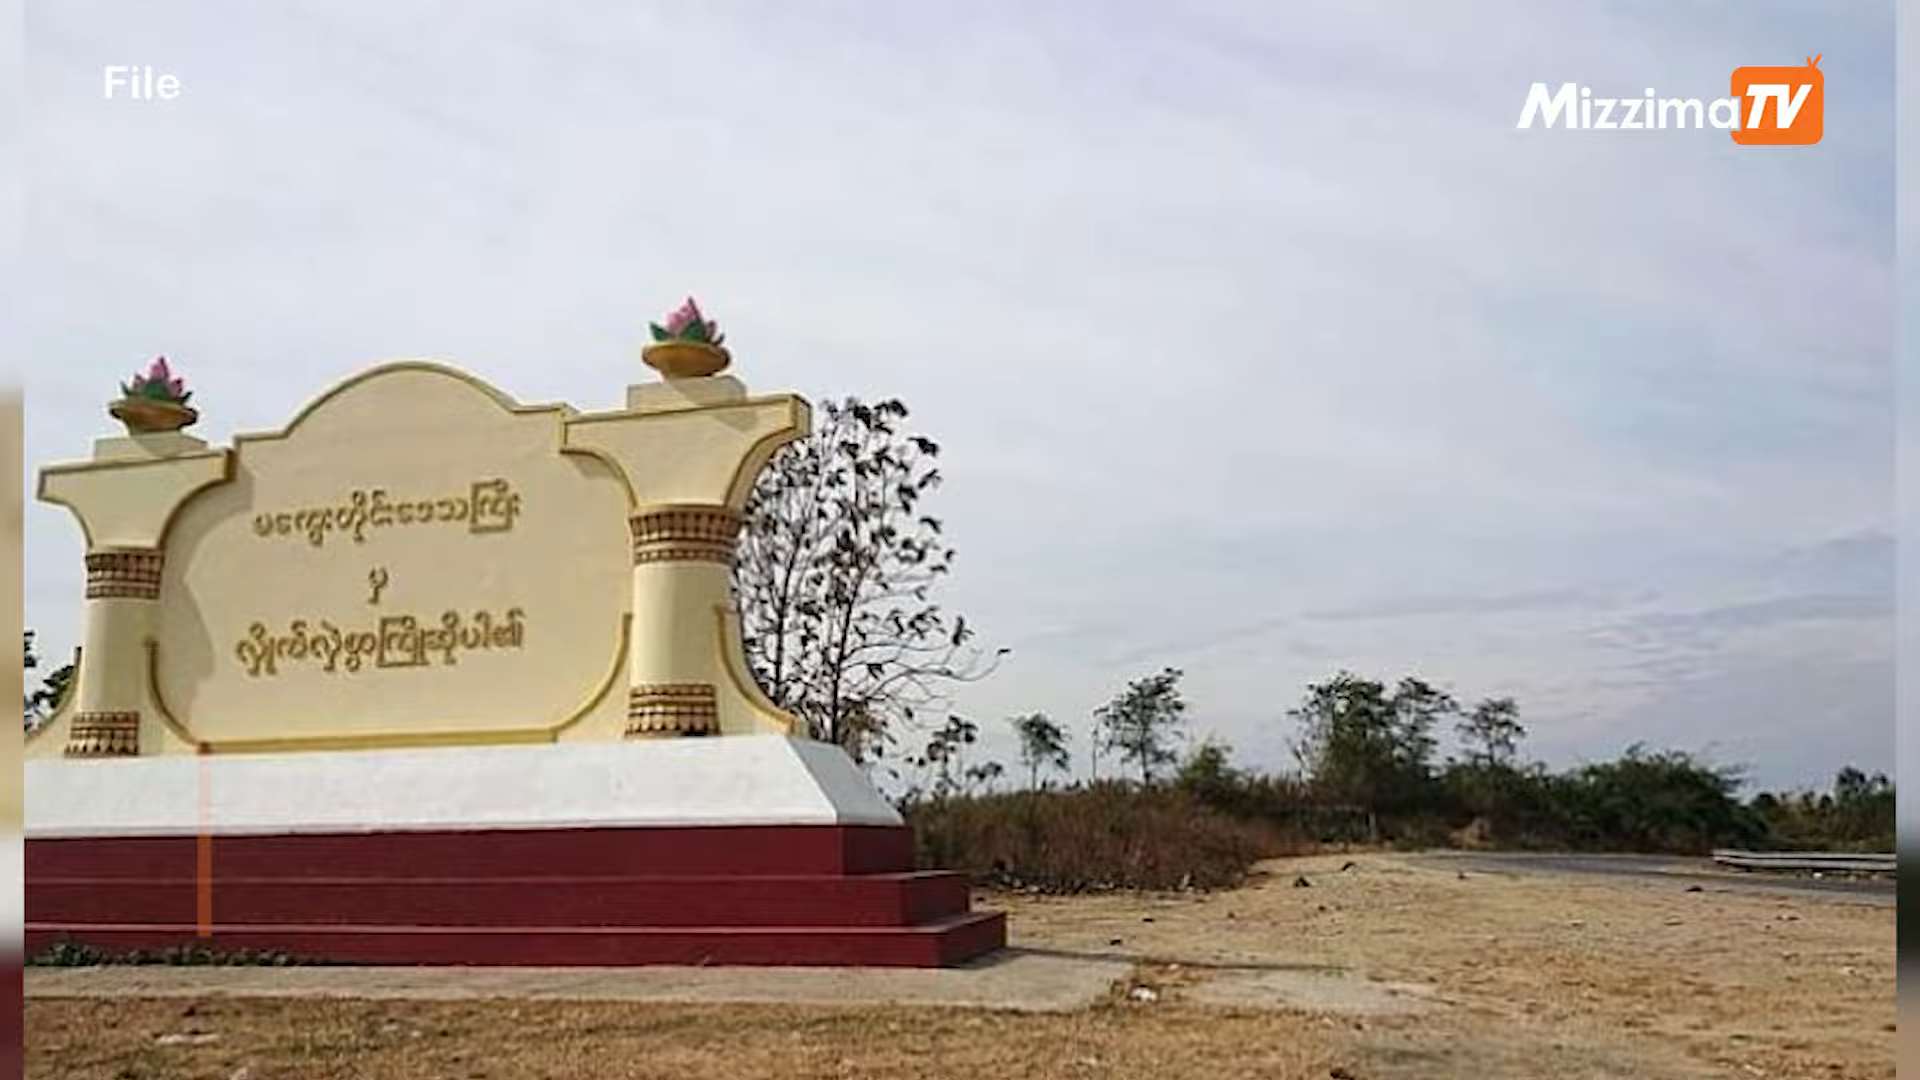 File
MizzimaTV
မကွေးတိုင်းဒေသကြီး
မှ
လှိုက်လှဲစွာကြိုဆိုပါ၏